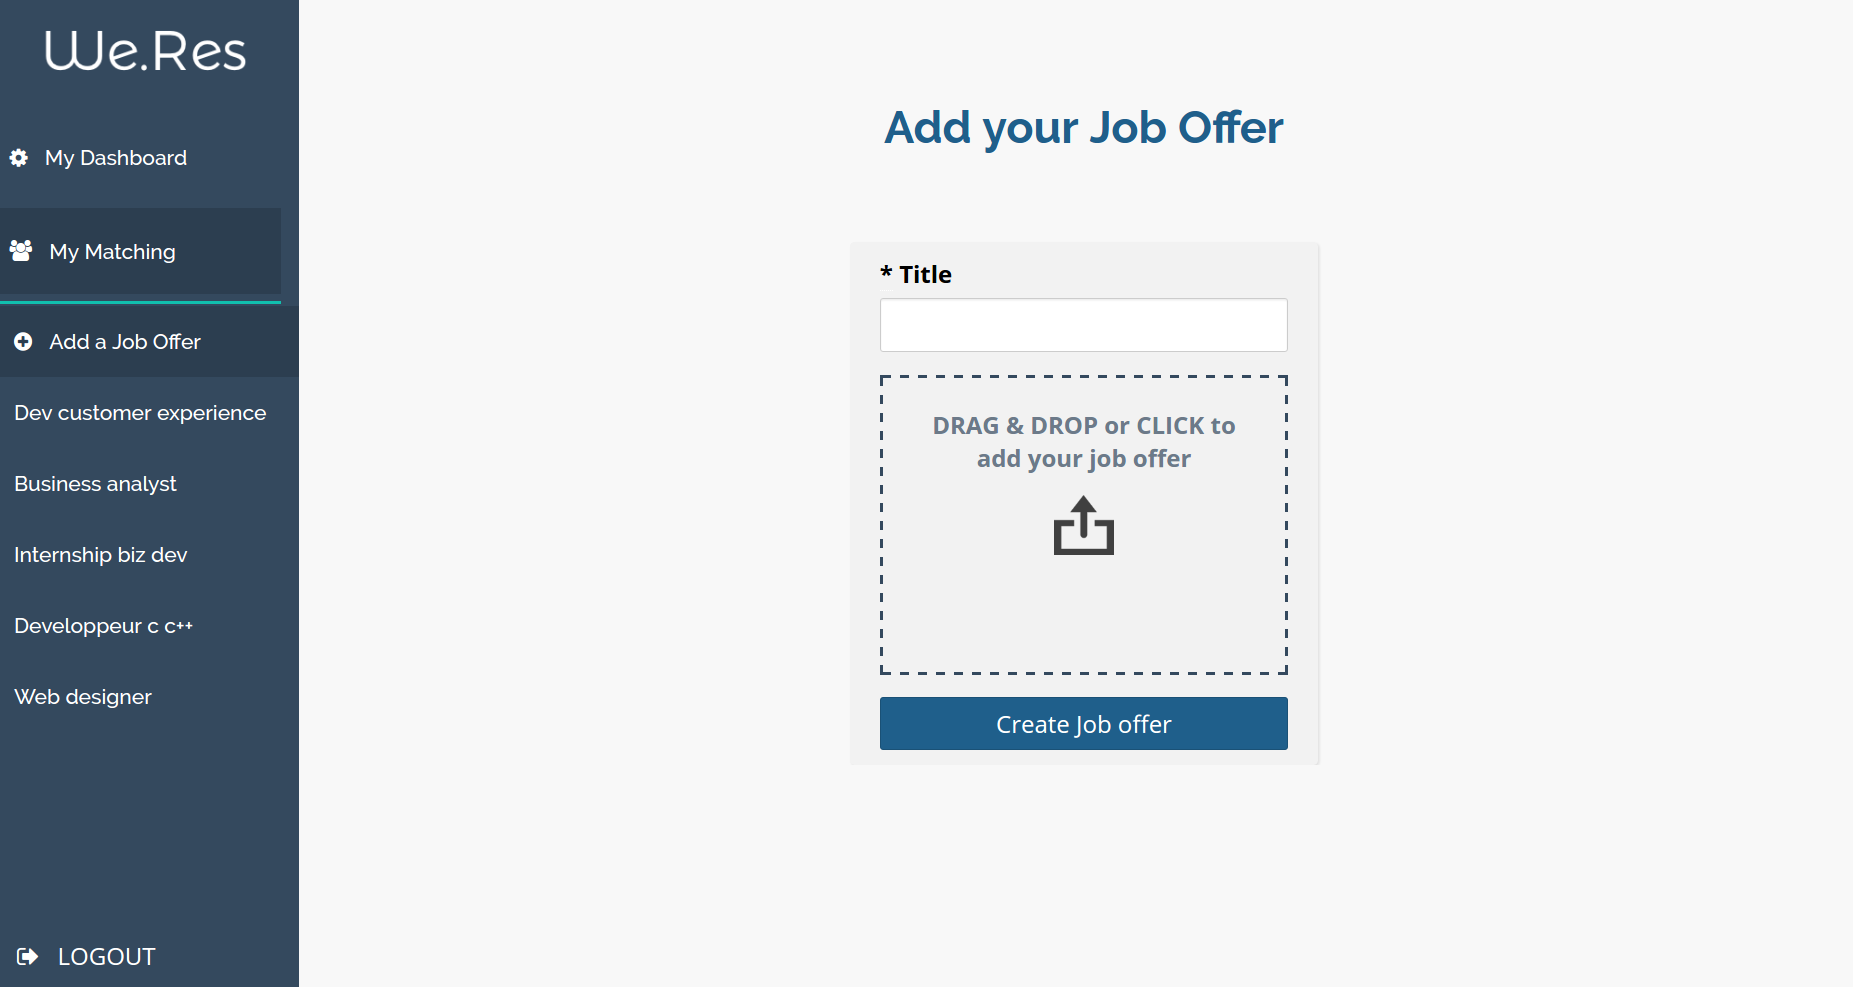 We.Res
My Dashboard
My Matching
Add a Job Offer
Dev customer experience
Business analyst
Internship biz dev
Developpeur c c++
Web designer
LOGOUT
Add your Job Offer
* Title
DRAG & DROP or CLICK to
add your job offer
Create Job offer